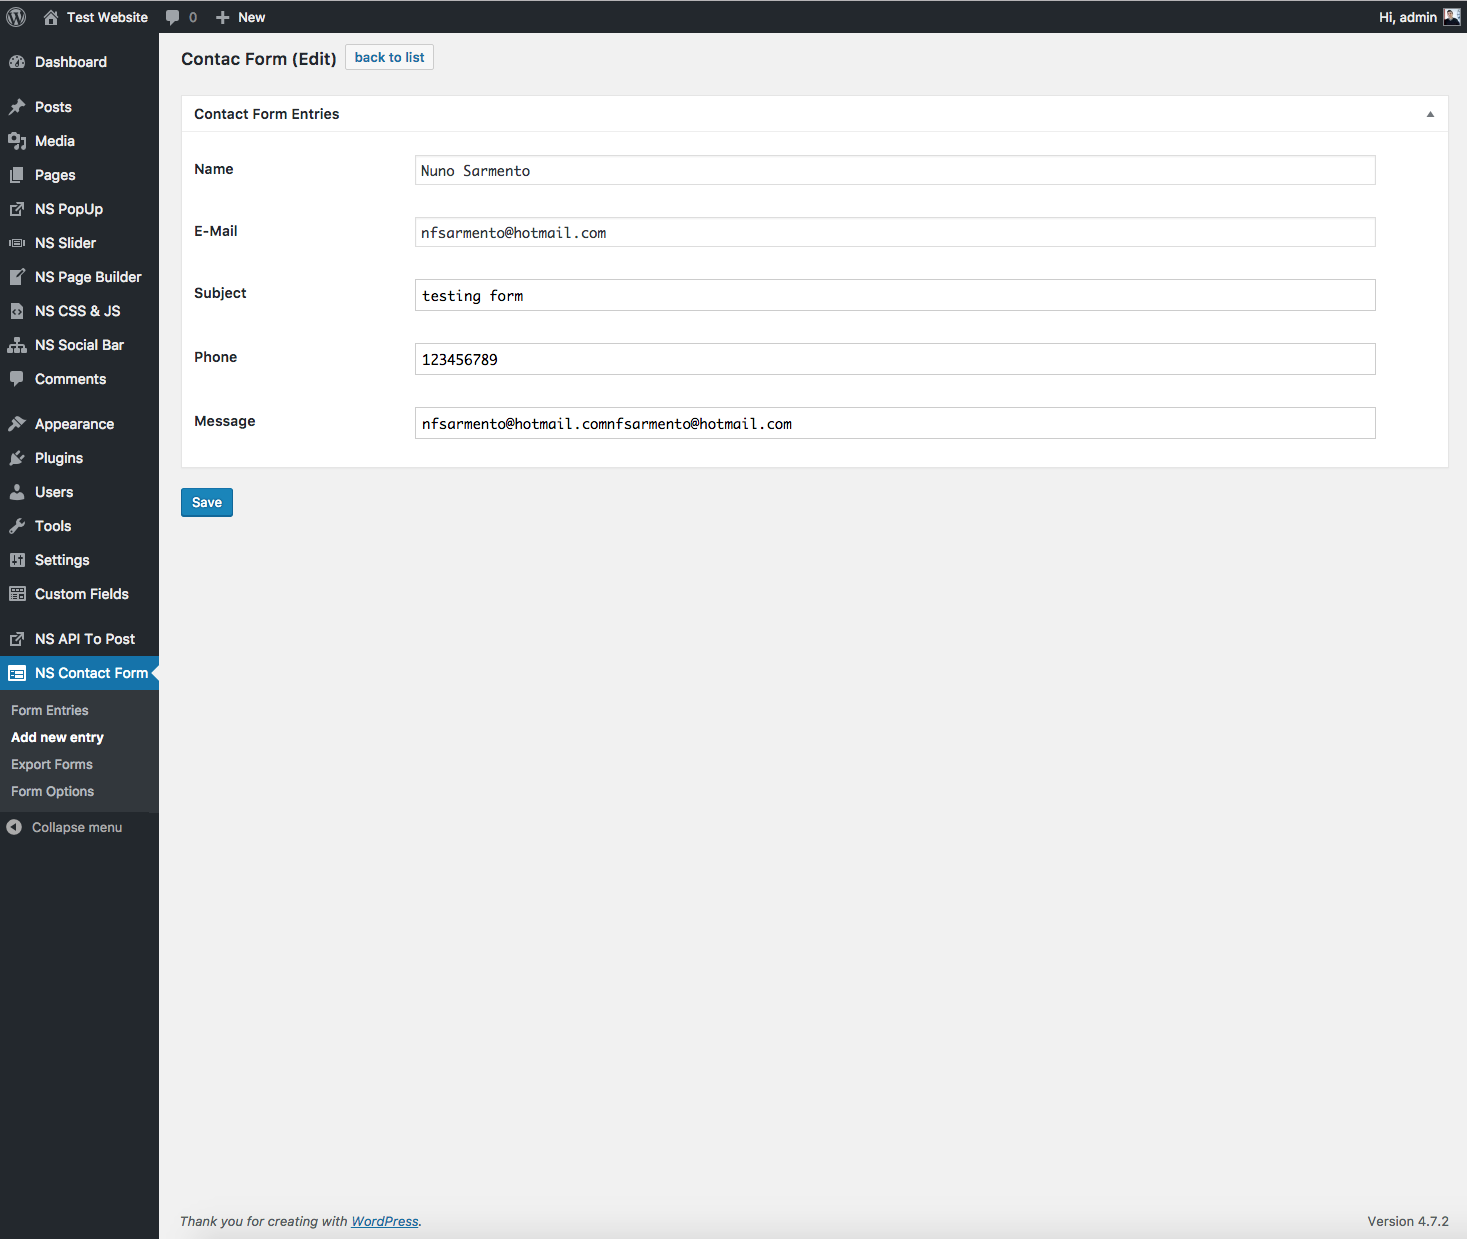 Test Website 0 New Hi, admin
Dashboard
Posts
Media
Pages
NS PopUp
NS Slider
NS Page Builder
NS CSS & JS
NS Social Bar
Comments
Appearance
Plugins
Users
Tools
Settings
Custom Fields
NS API To Post
NS Contact Form
Form Entries
Add new entry
Export Forms
Form Options
Collapse menu
Contac Form (Edit) back to list
Contact Form Entries
Name Nuno Sarmento
E-Mail nfsarmento@hotmail.com
Subject testing form
Phone 123456789
Message nfsarmento@hotmail.comnfsarmento@hotmail.com
Save
Thank you for creating with WordPress. Version 4.7.2